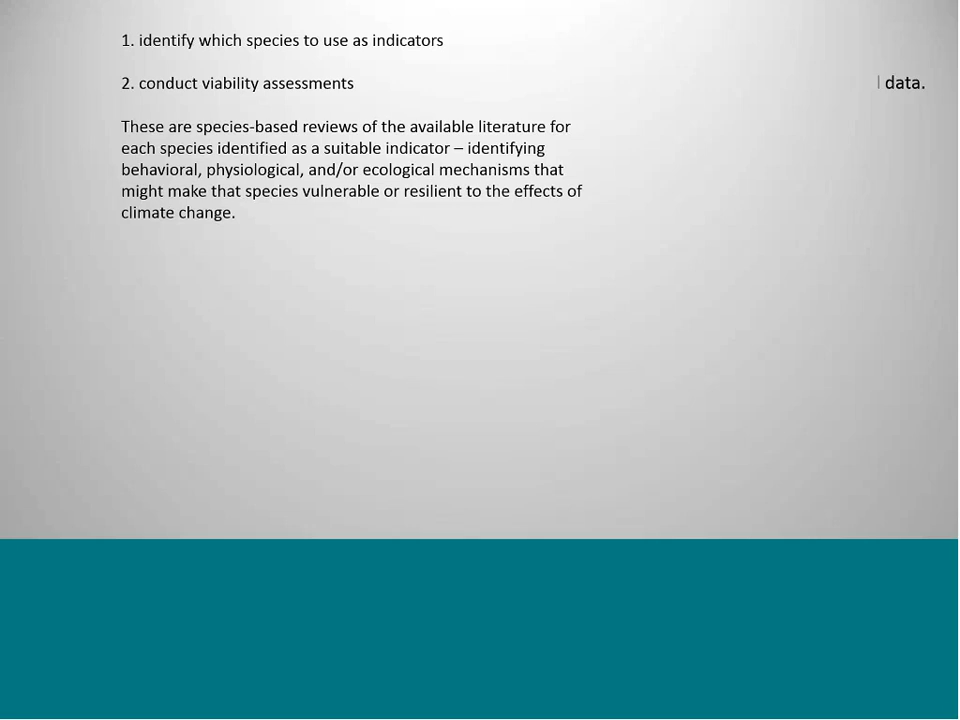 1. identify which species to use as indicators
2. conduct viability assessments
data.
These are species-based reviews of the available literature for
each species identified as a suitable indicator – identifying
behavioral, physiological, and/or ecological mechanisms that
might make that species vulnerable or resilient to the effects of
climate change.